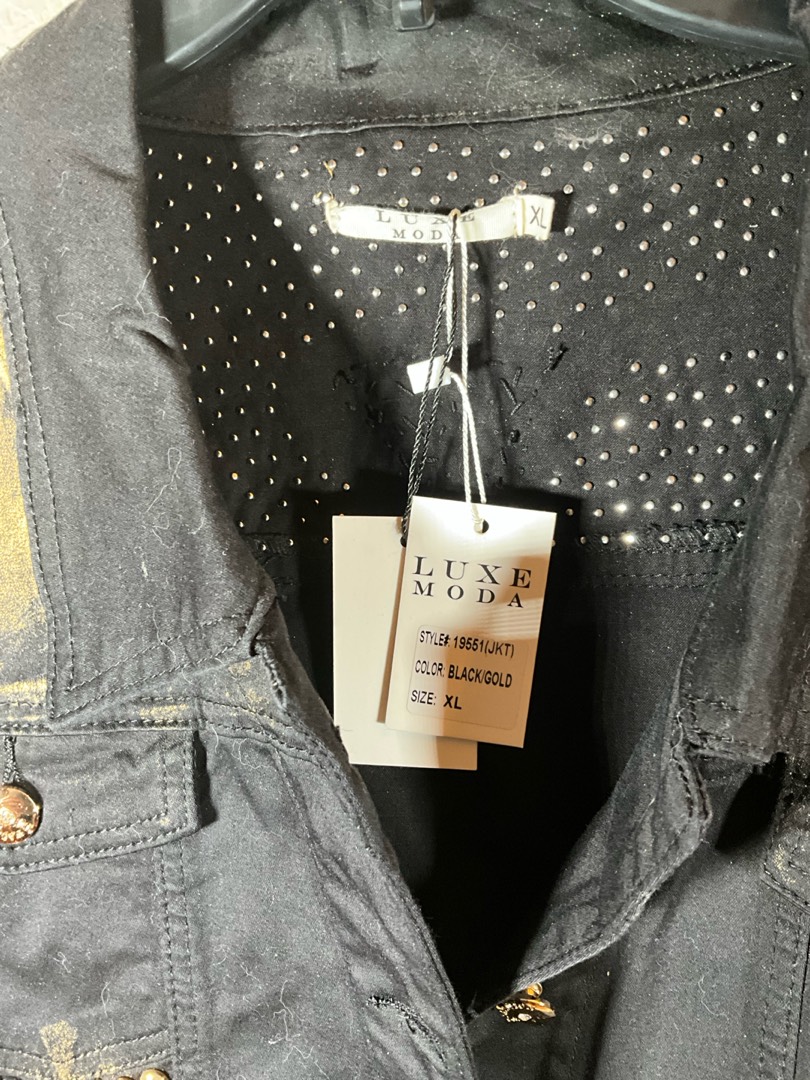 LUXE
MODA
XL
LUXE
MODA
STYLE#: 19551(JKT)
COLOR: BLACK/GOLD
SIZE: XL